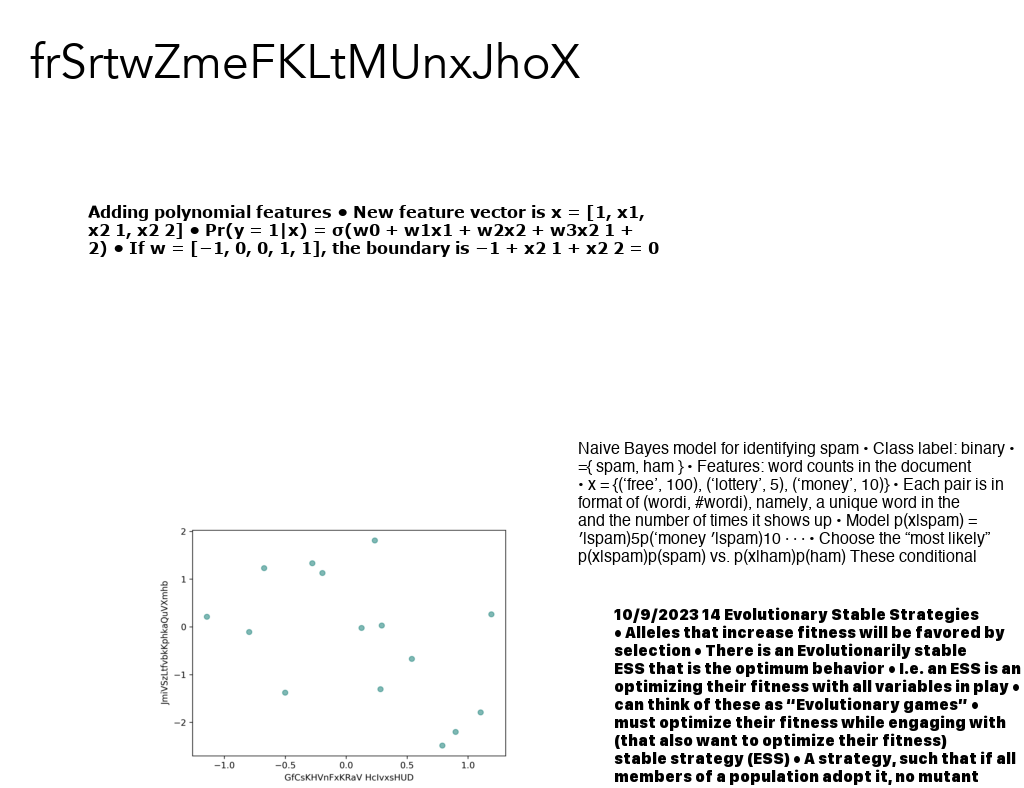 frSrtwZmeFKLtMUnxJhoX
Adding polynomial features • New feature vector is x = [1, x1,
x2 1, x2 2] • Pr(y = 1|x) = σ(w0 + w1x1 + w2x2 + w3x2 1 +
2) • If w = [−1, 0, 0, 1, 1], the boundary is −1 + x2 1 + x2 2 = 0
Naive Bayes model for identifying spam • Class label: binary •
={ spam, ham } • Features: word counts in the document
• x = {(‘free’, 100), (‘lottery’, 5), (‘money’, 10)} • Each pair is in
format of (wordi, #wordi), namely, a unique word in the
and the number of times it shows up • Model p(x|spam) =
′|spam)5p(‘money ′|spam)10 · · · • Choose the “most likely”
p(x|spam)p(spam) vs. p(x|ham)p(ham) These conditional
2
1
0
−1
−2
JmiVSzLtfvbkKphkaQuVXmhb
−1.0 −0.5 0.0 0.5 1.0
GfCsKHVnFxKRaV HcIvxsHUD
10/9/2023 14 Evolutionary Stable Strategies
• Alleles that increase fitness will be favored by
selection • There is an Evolutionarily stable
ESS that is the optimum behavior • I.e. an ESS is an
optimizing their fitness with all variables in play •
can think of these as “Evolutionary games” •
must optimize their fitness while engaging with
(that also want to optimize their fitness)
stable strategy (ESS) • A strategy, such that if all
members of a population adopt it, no mutant